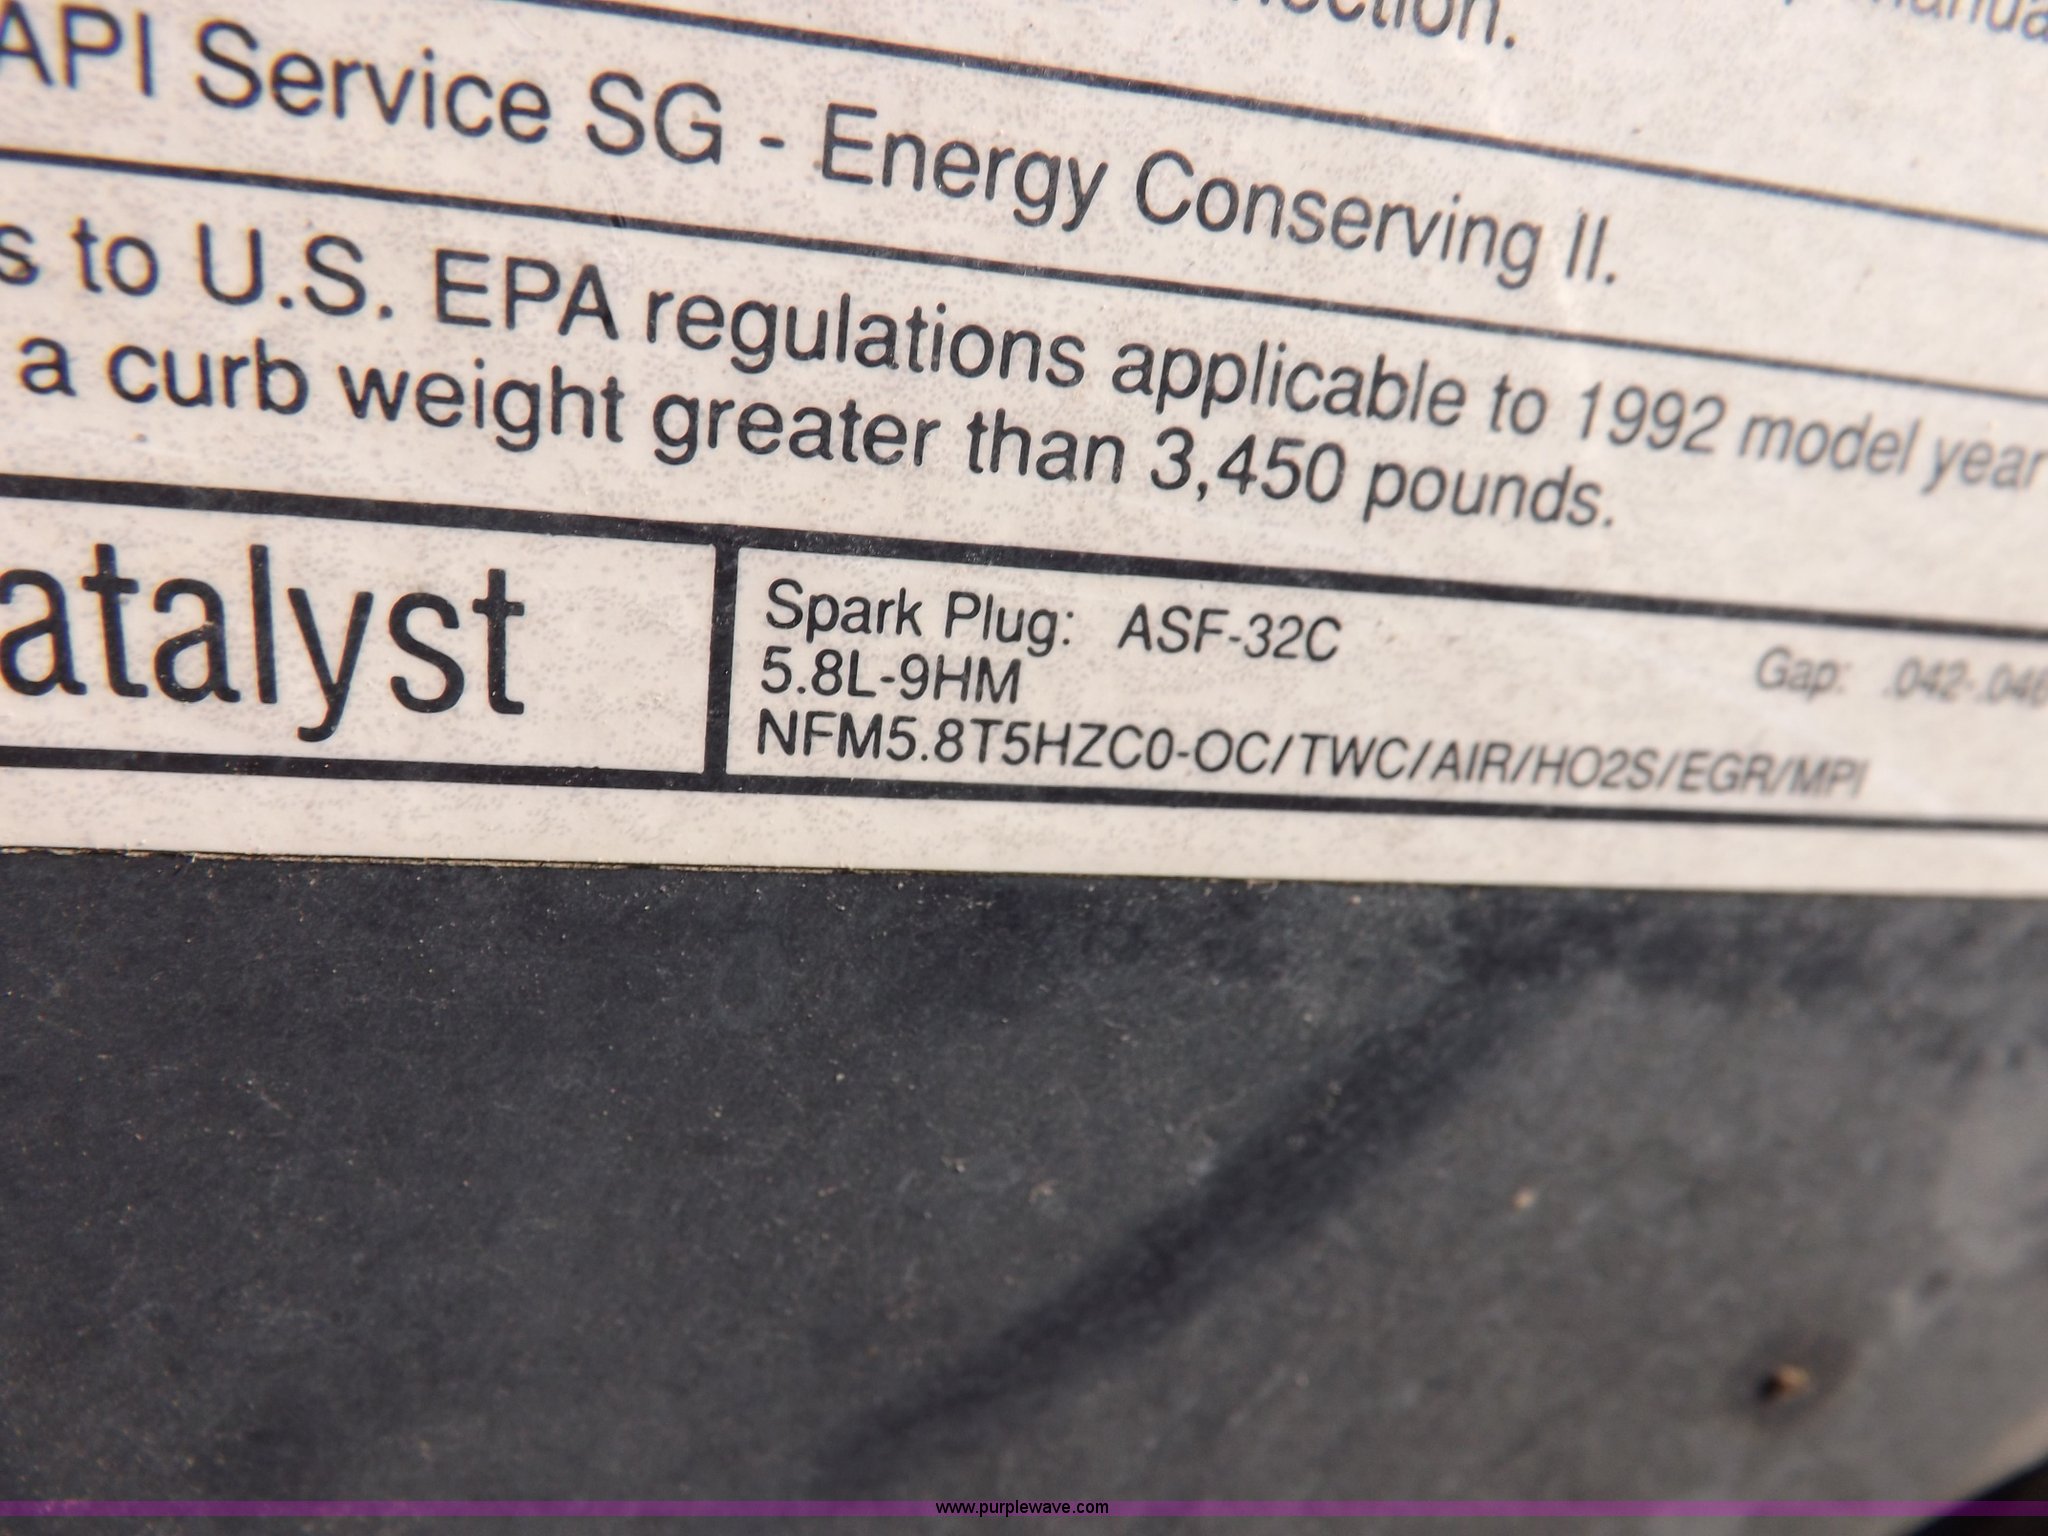 API Service SG - Energy Conserving II.
s to U.S. EPA regulations applicable to 1992 model year
a curb weight greater than 3,450 pounds.
atalyst
Spark Plug: ASF-32C Gap: .042-.046
5.8L-9HM
NFM5.8T5HZC0-OC/TWC/AIR/HO2S/EGR/MPI
www.purplewave.com